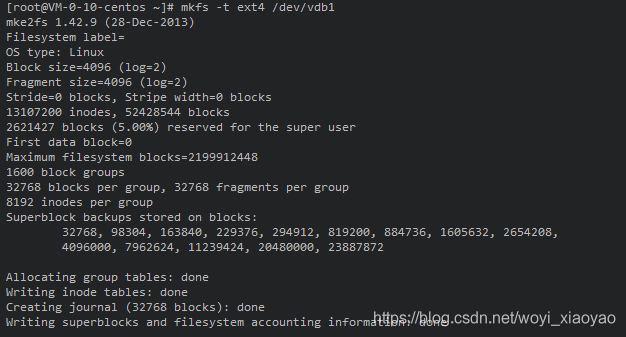 [root@VM-0-10-centos ~]# mkfs -t ext4 /dev/vdb1
mke2fs 1.42.9 (28-Dec-2013)
Filesystem label=
OS type: Linux
Block size=4096 (log=2)
Fragment size=4096 (log=2)
Stride=0 blocks, Stripe width=0 blocks
13107200 inodes, 52428544 blocks
2621427 blocks (5.00%) reserved for the super user
First data block=0
Maximum filesystem blocks=2199912448
1600 block groups
32768 blocks per group, 32768 fragments per group
8192 inodes per group
Superblock backups stored on blocks:
32768, 98304, 163840, 229376, 294912, 819200, 884736, 1605632, 2654208,
4096000, 7962624, 11239424, 20480000, 23887872
Allocating group tables: done
Writing inode tables: done
Creating journal (32768 blocks): done
Writing superblocks and filesystem accounting information: done
https://blog.csdn.net/woyi_xiaoyao